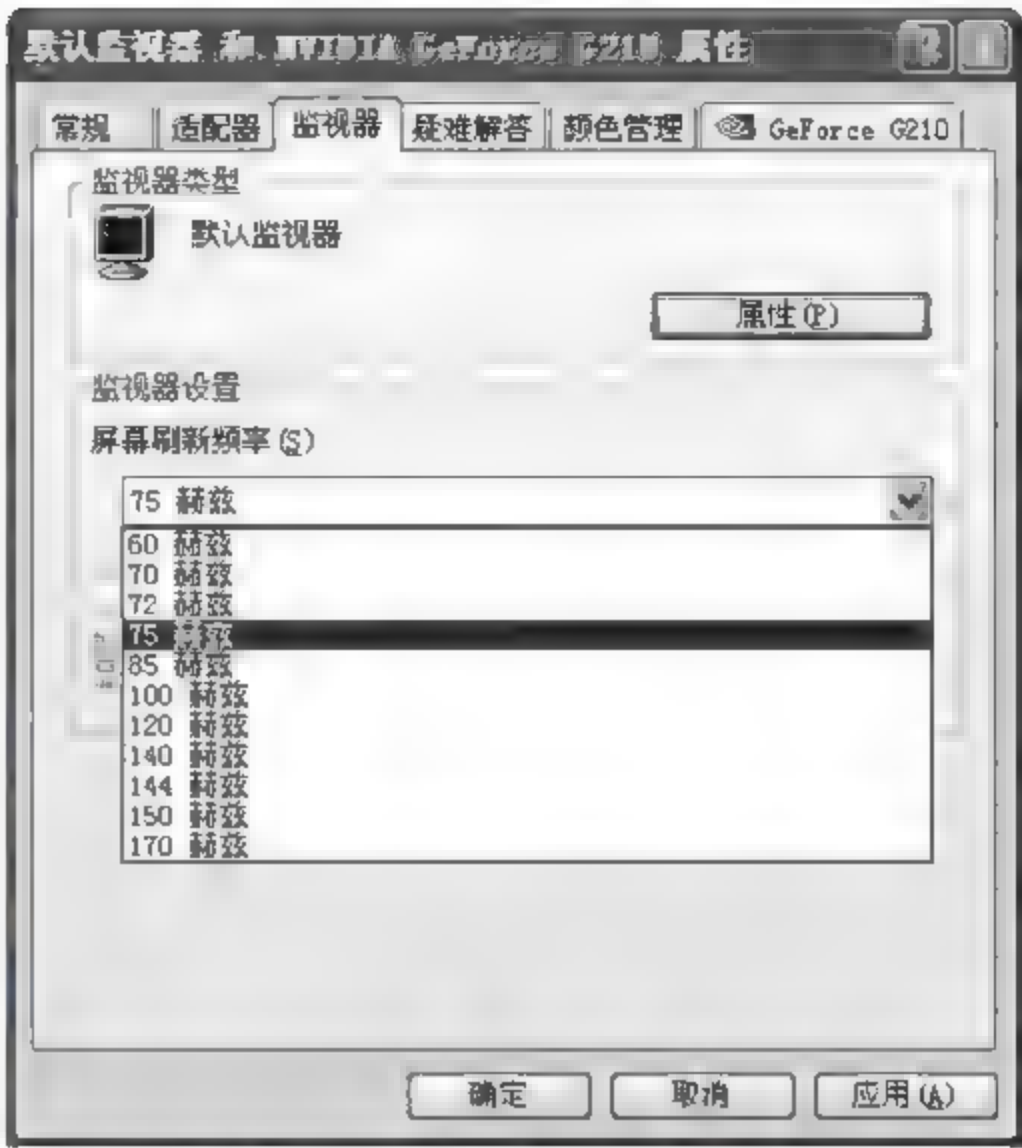 默认监视器 和 NVIDIA GeForce G210 属性
常规 适配器 监视器 疑难解答 颜色管理 GeForce G210
监视器类型
默认监视器
属性(P)
监视器设置
屏幕刷新频率(S)
75 赫兹
60 赫兹
70 赫兹
72 赫兹
75 赫兹
85 赫兹
100 赫兹
120 赫兹
140 赫兹
144 赫兹
150 赫兹
170 赫兹
确定 取消 应用(A)